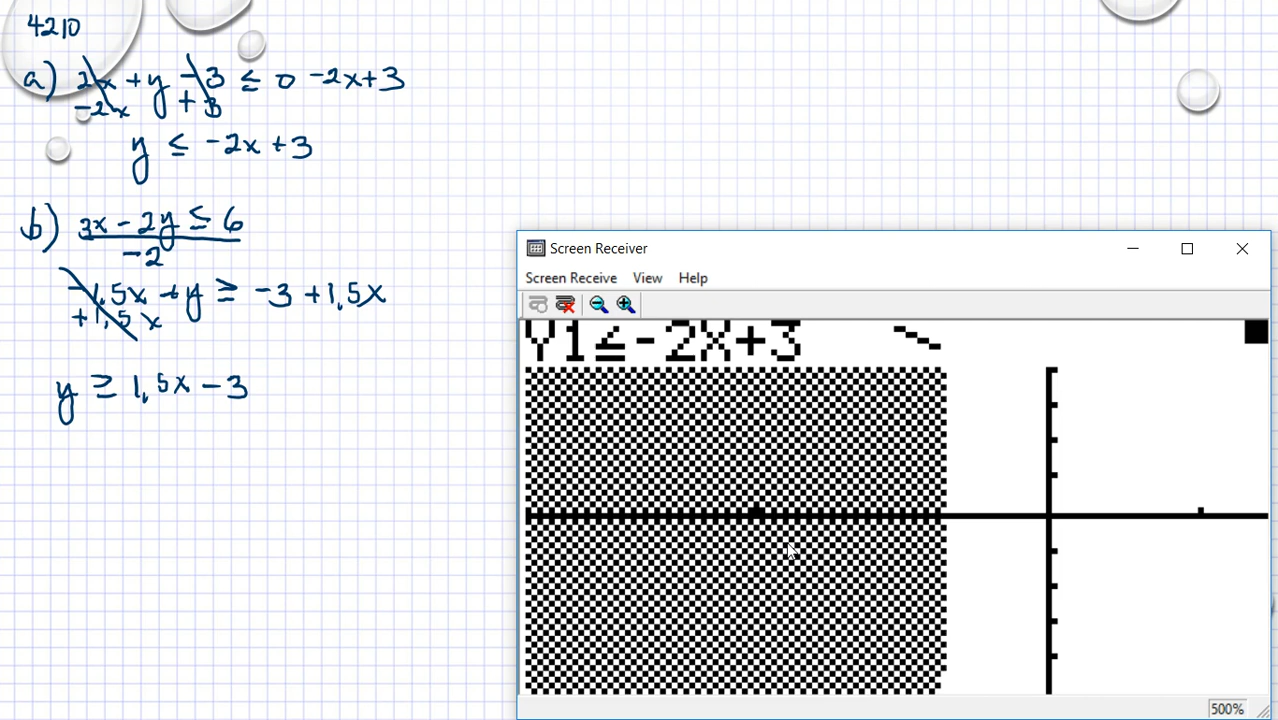 4210
a) 2x + y - 3 ≤ 0 -2x+3
-2x + 3
y ≤ -2x +3
b) 3x - 2y ≤ 6
-2
-1,5x + y ≥ -3 +1,5x
+1,5x
y ≥ 1,5x - 3
Screen Receiver
Screen Receive View Help
Y1≤-2X+3
500%